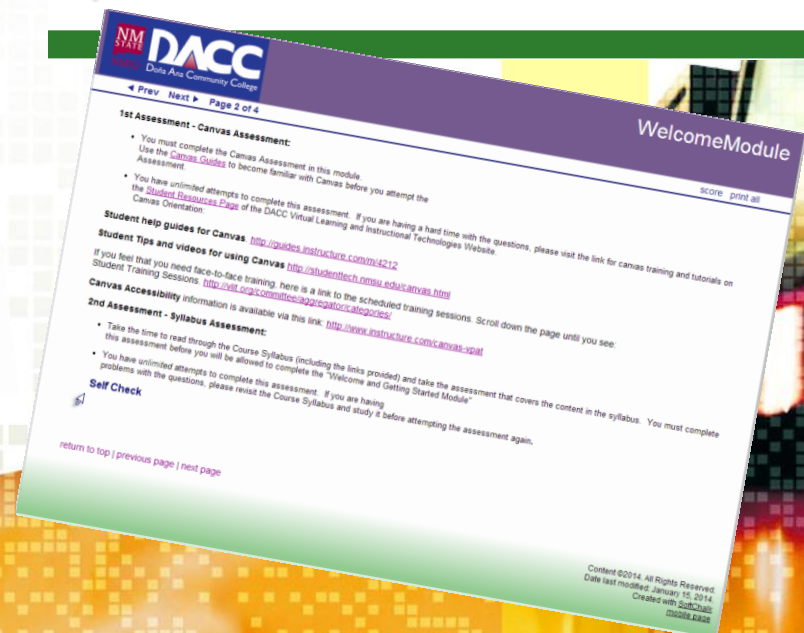 NM
STATE
DACC
Doña Ana Community College
WelcomeModule
◄ Prev Next ► Page 2 of 4
score print all
1st Assessment - Canvas Assessment:
• You must complete the Canvas Assessment in this module.
Use the Canvas Guides to become familiar with Canvas before you attempt the
Assessment.
• You have unlimited attempts to complete this assessment. If you are having a hard time with the questions, please visit the link for canvas training and tutorials on
the Student Resources Page of the DACC Virtual Learning and Instructional Technologies Website.
Canvas Orientation:
Student help guides for Canvas. http://guides.instructure.com/m/4212
Student Tips and videos for using Canvas http://studenttech.nmsu.edu/canvas.html
If you feel that you need face-to-face training, here is a link to the scheduled training sessions. Scroll down the page until you see:
Student Training Sessions. http://vlit.org/committee/aggregator/categories/
Canvas Accessibility information is available via this link: http://www.instructure.com/canvas-vpat
2nd Assessment - Syllabus Assessment:
• Take the time to read through the Course Syllabus (including the links provided) and take the assessment that covers the content in the syllabus. You must complete
this assessment before you will be allowed to complete the "Welcome and Getting Started Module"
• You have unlimited attempts to complete this assessment. If you are having
problems with the questions, please revisit the Course Syllabus and study it before attempting the assessment again.
Self Check
return to top | previous page | next page
Content ©2014. All Rights Reserved.
Date last modified: January 15, 2014.
Created with SoftChalk
mobile page